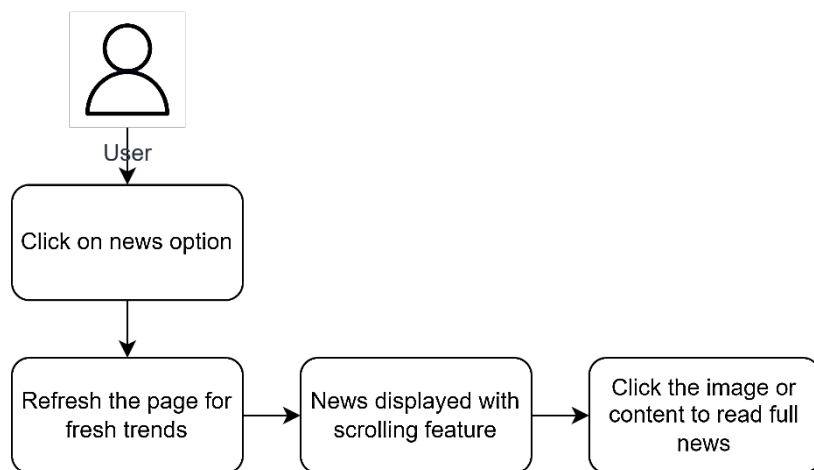 User
Click on news option
Refresh the page for
fresh trends
News displayed with
scrolling feature
Click the image or
content to read full
news